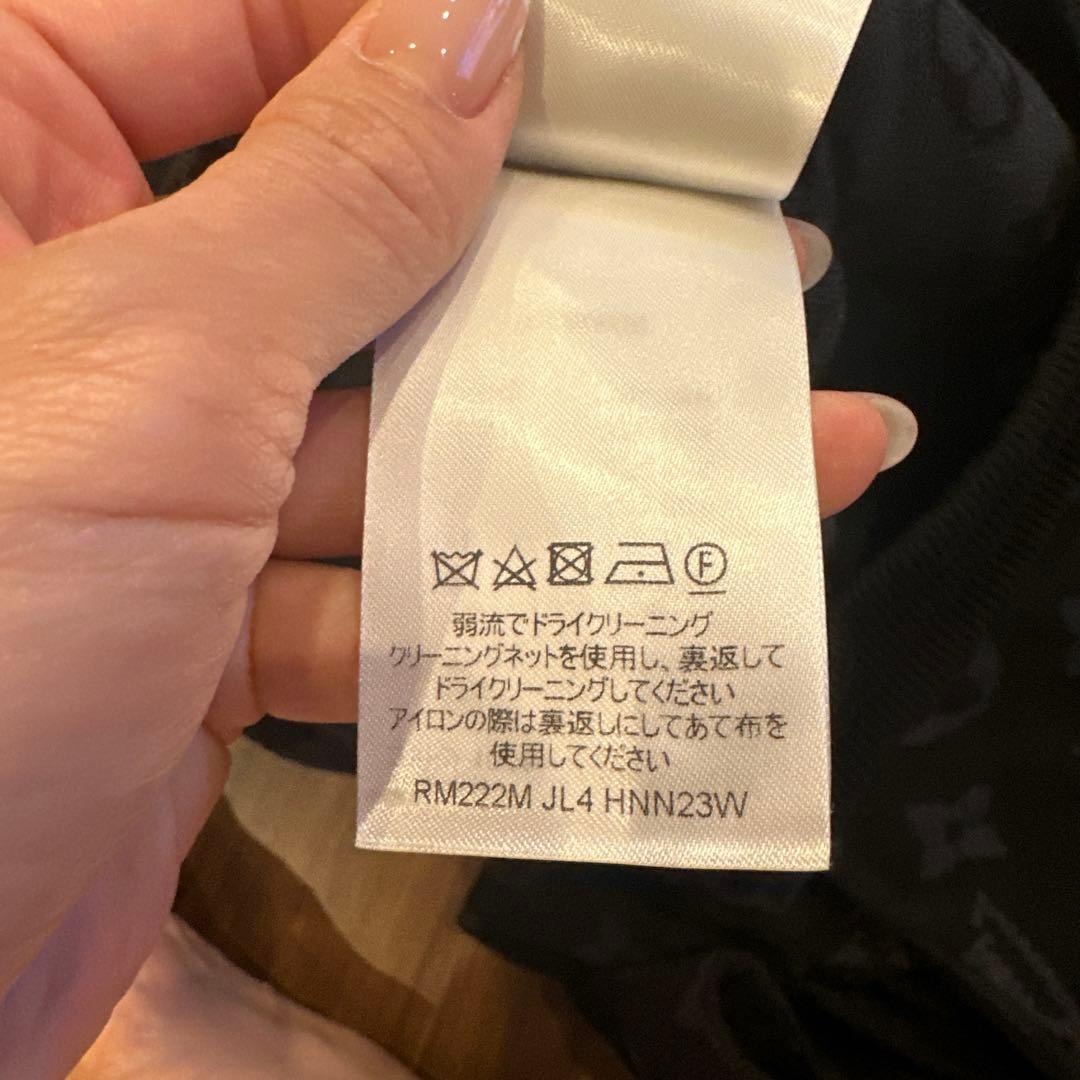 F
弱流でドライクリーニング
クリーニングネットを使用し、裏返して
ドライクリーニングしてください
アイロンの際は裏返しにしてあて布を
使用してください
RM222M JL4 HNN23W